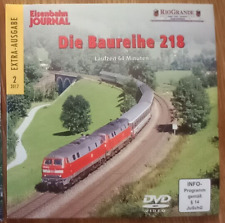 Eisenbahn
JOURNAL
RIOGRANDE
Die Baureihe 218
Laufzeit 64 Minuten
EXTRA-AUSGABE
2
2017
DVD
VIDEO
INFO-
Programm
gemäß
§ 14
JuSchG